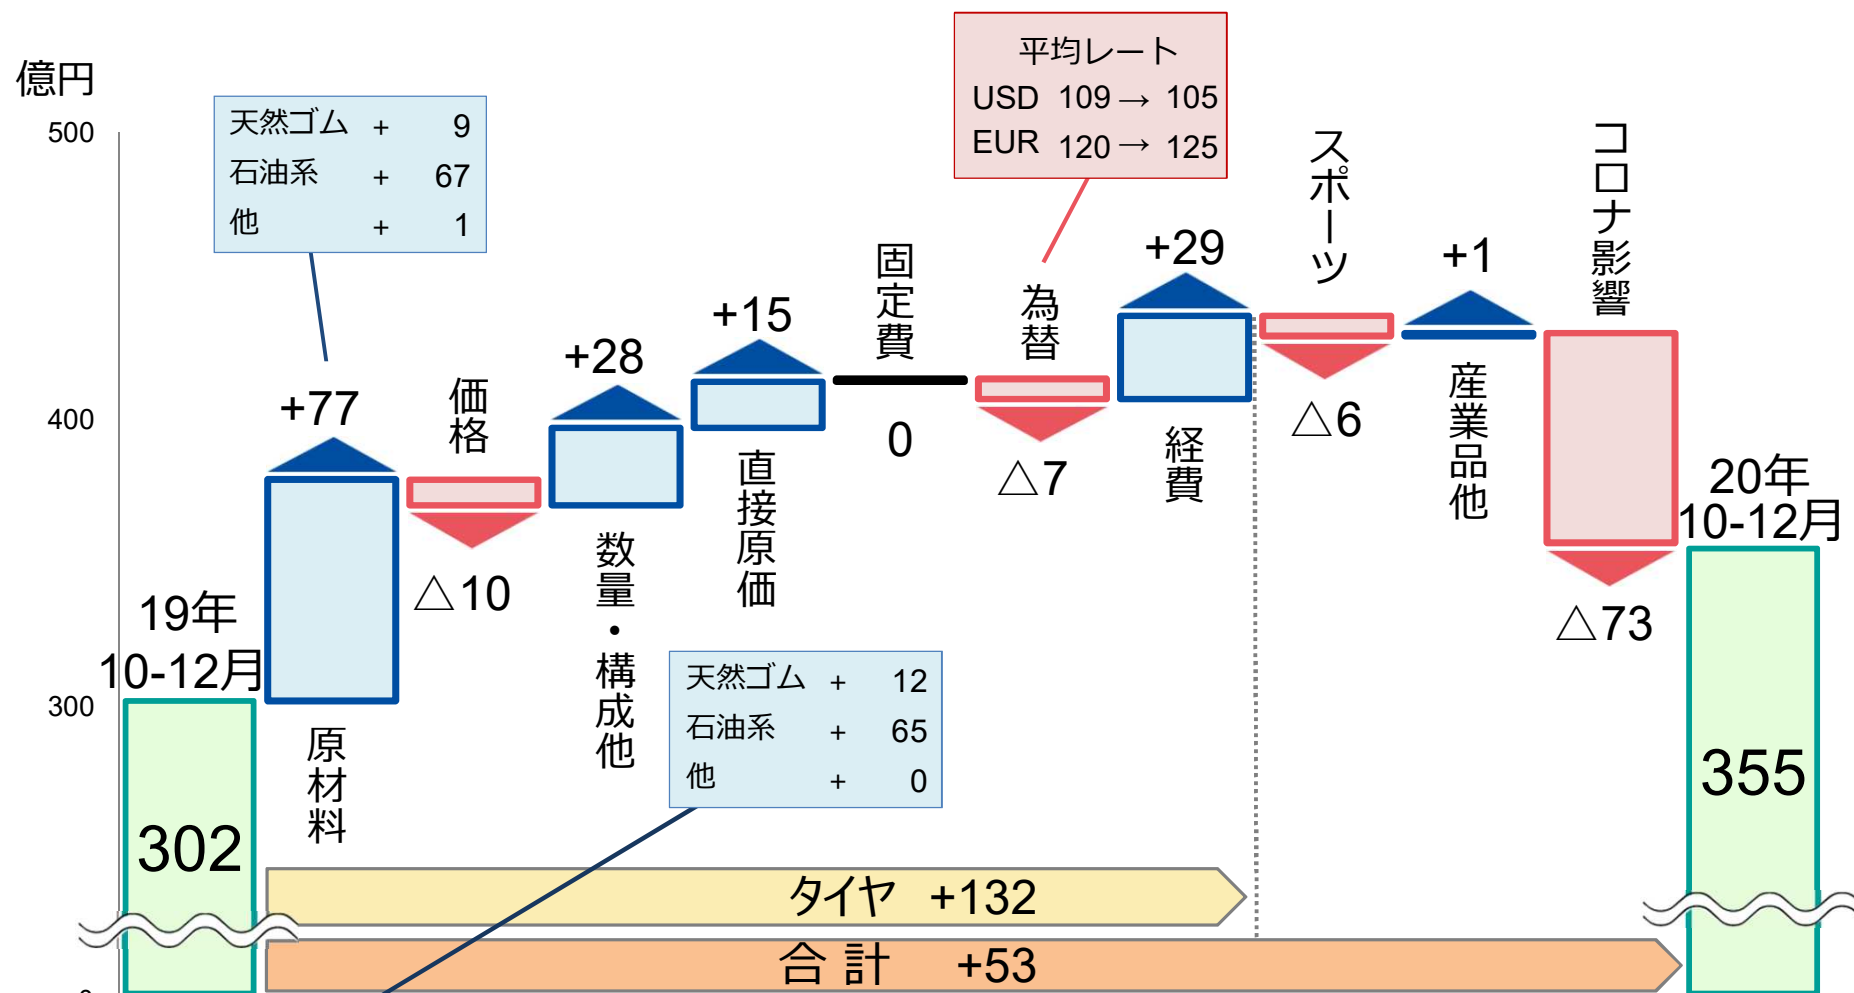 億円
500
400
300
天然ゴム + 9
石油系 + 67
他 + 1
平均レート
USD 109 → 105
EUR 120 → 125
19年
10-12月
302
+77
原材料
価格
△10
+28
数量・構成他
+15
直接原価
固定費
0
為替
△7
+29
経費
スポーツ
△6
+1
産業品他
コロナ影響
△73
20年
10-12月
355
天然ゴム + 12
石油系 + 65
他 + 0
タイヤ +132
合計 +53